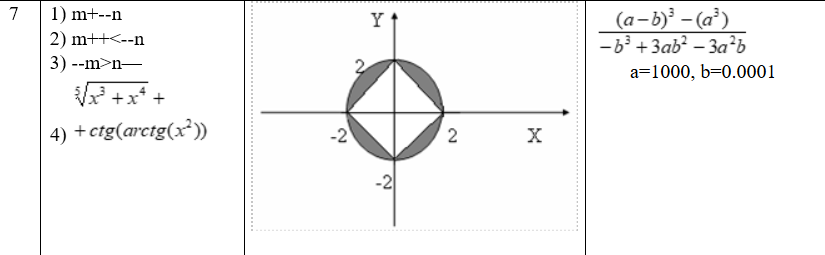 7
1) m+--n
2) m++<--n
3) --m>n—
4) ⁵√(x³ + x⁴) +
+ ctg(arctg(x²))
Y
2
-2
2
X
-2
(a – b)³ – (a³)
–b³ + 3ab² – 3a²b
a=1000, b=0.0001